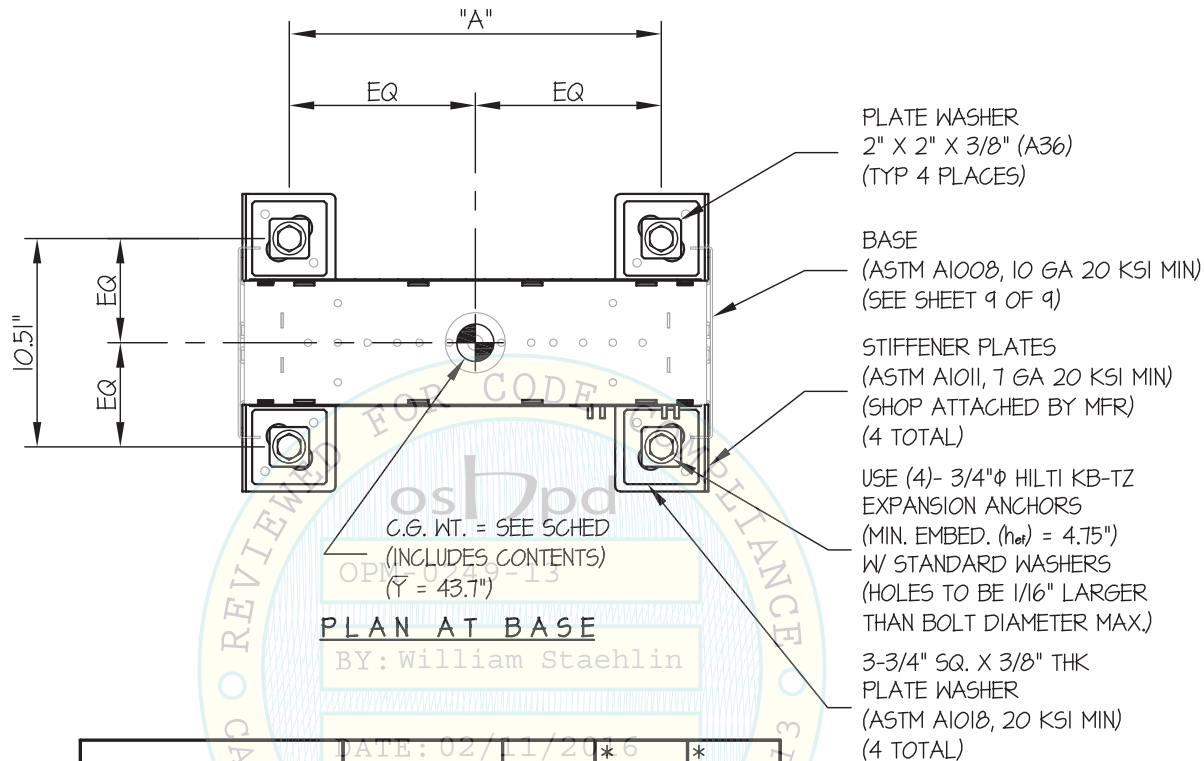 "A"
EQ EQ
10.51"
EQ
EQ
PLATE WASHER
2" X 2" X 3/8" (A36)
(TYP 4 PLACES)
BASE
(ASTM A1008, 10 GA 20 KSI MIN)
(SEE SHEET 9 OF 9)
STIFFENER PLATES
(ASTM A1011, 7 GA 20 KSI MIN)
(SHOP ATTACHED BY MFR)
(4 TOTAL)
USE (4)- 3/4"Φ HILTI KB-TZ
EXPANSION ANCHORS
(MIN. EMBED. (hef) = 4.75")
W/ STANDARD WASHERS
(HOLES TO BE 1/16" LARGER
THAN BOLT DIAMETER MAX.)
3-3/4" SQ. X 3/8" THK
PLATE WASHER
(ASTM A1018, 20 KSI MIN)
(4 TOTAL)
C.G. WT. = SEE SCHED
(INCLUDES CONTENTS)
(Y̅ = 43.7")
PLAN AT BASE
REVIEWED FOR CODE COMPLIANCE
oshpd
OPM-0249-13
BY: William Staehlin
DATE: 02/11/2016
* *
CA
13